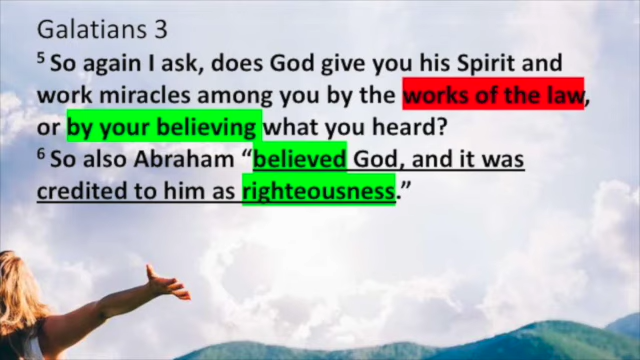 Galatians 3
5 So again I ask, does God give you his Spirit and
work miracles among you by the works of the law,
or by your believing what you heard?
6 So also Abraham “believed God, and it was
credited to him as righteousness.”